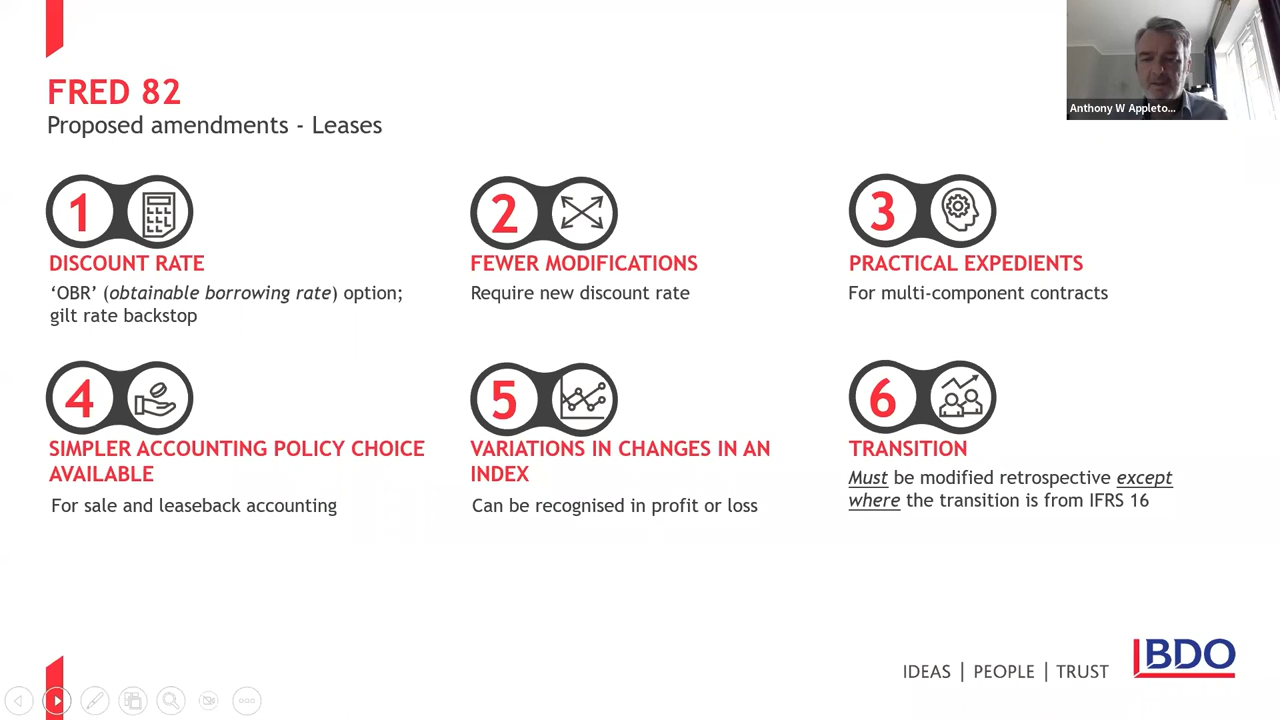 FRED 82
Proposed amendments - Leases
Anthony W Appleto...
1
DISCOUNT RATE
‘OBR’ (obtainable borrowing rate) option;
gilt rate backstop
2
FEWER MODIFICATIONS
Require new discount rate
3
PRACTICAL EXPEDIENTS
For multi-component contracts
4
SIMPLER ACCOUNTING POLICY CHOICE
AVAILABLE
For sale and leaseback accounting
5
VARIATIONS IN CHANGES IN AN
INDEX
Can be recognised in profit or loss
6
TRANSITION
Must be modified retrospective except
where the transition is from IFRS 16
IDEAS | PEOPLE | TRUST
BDO